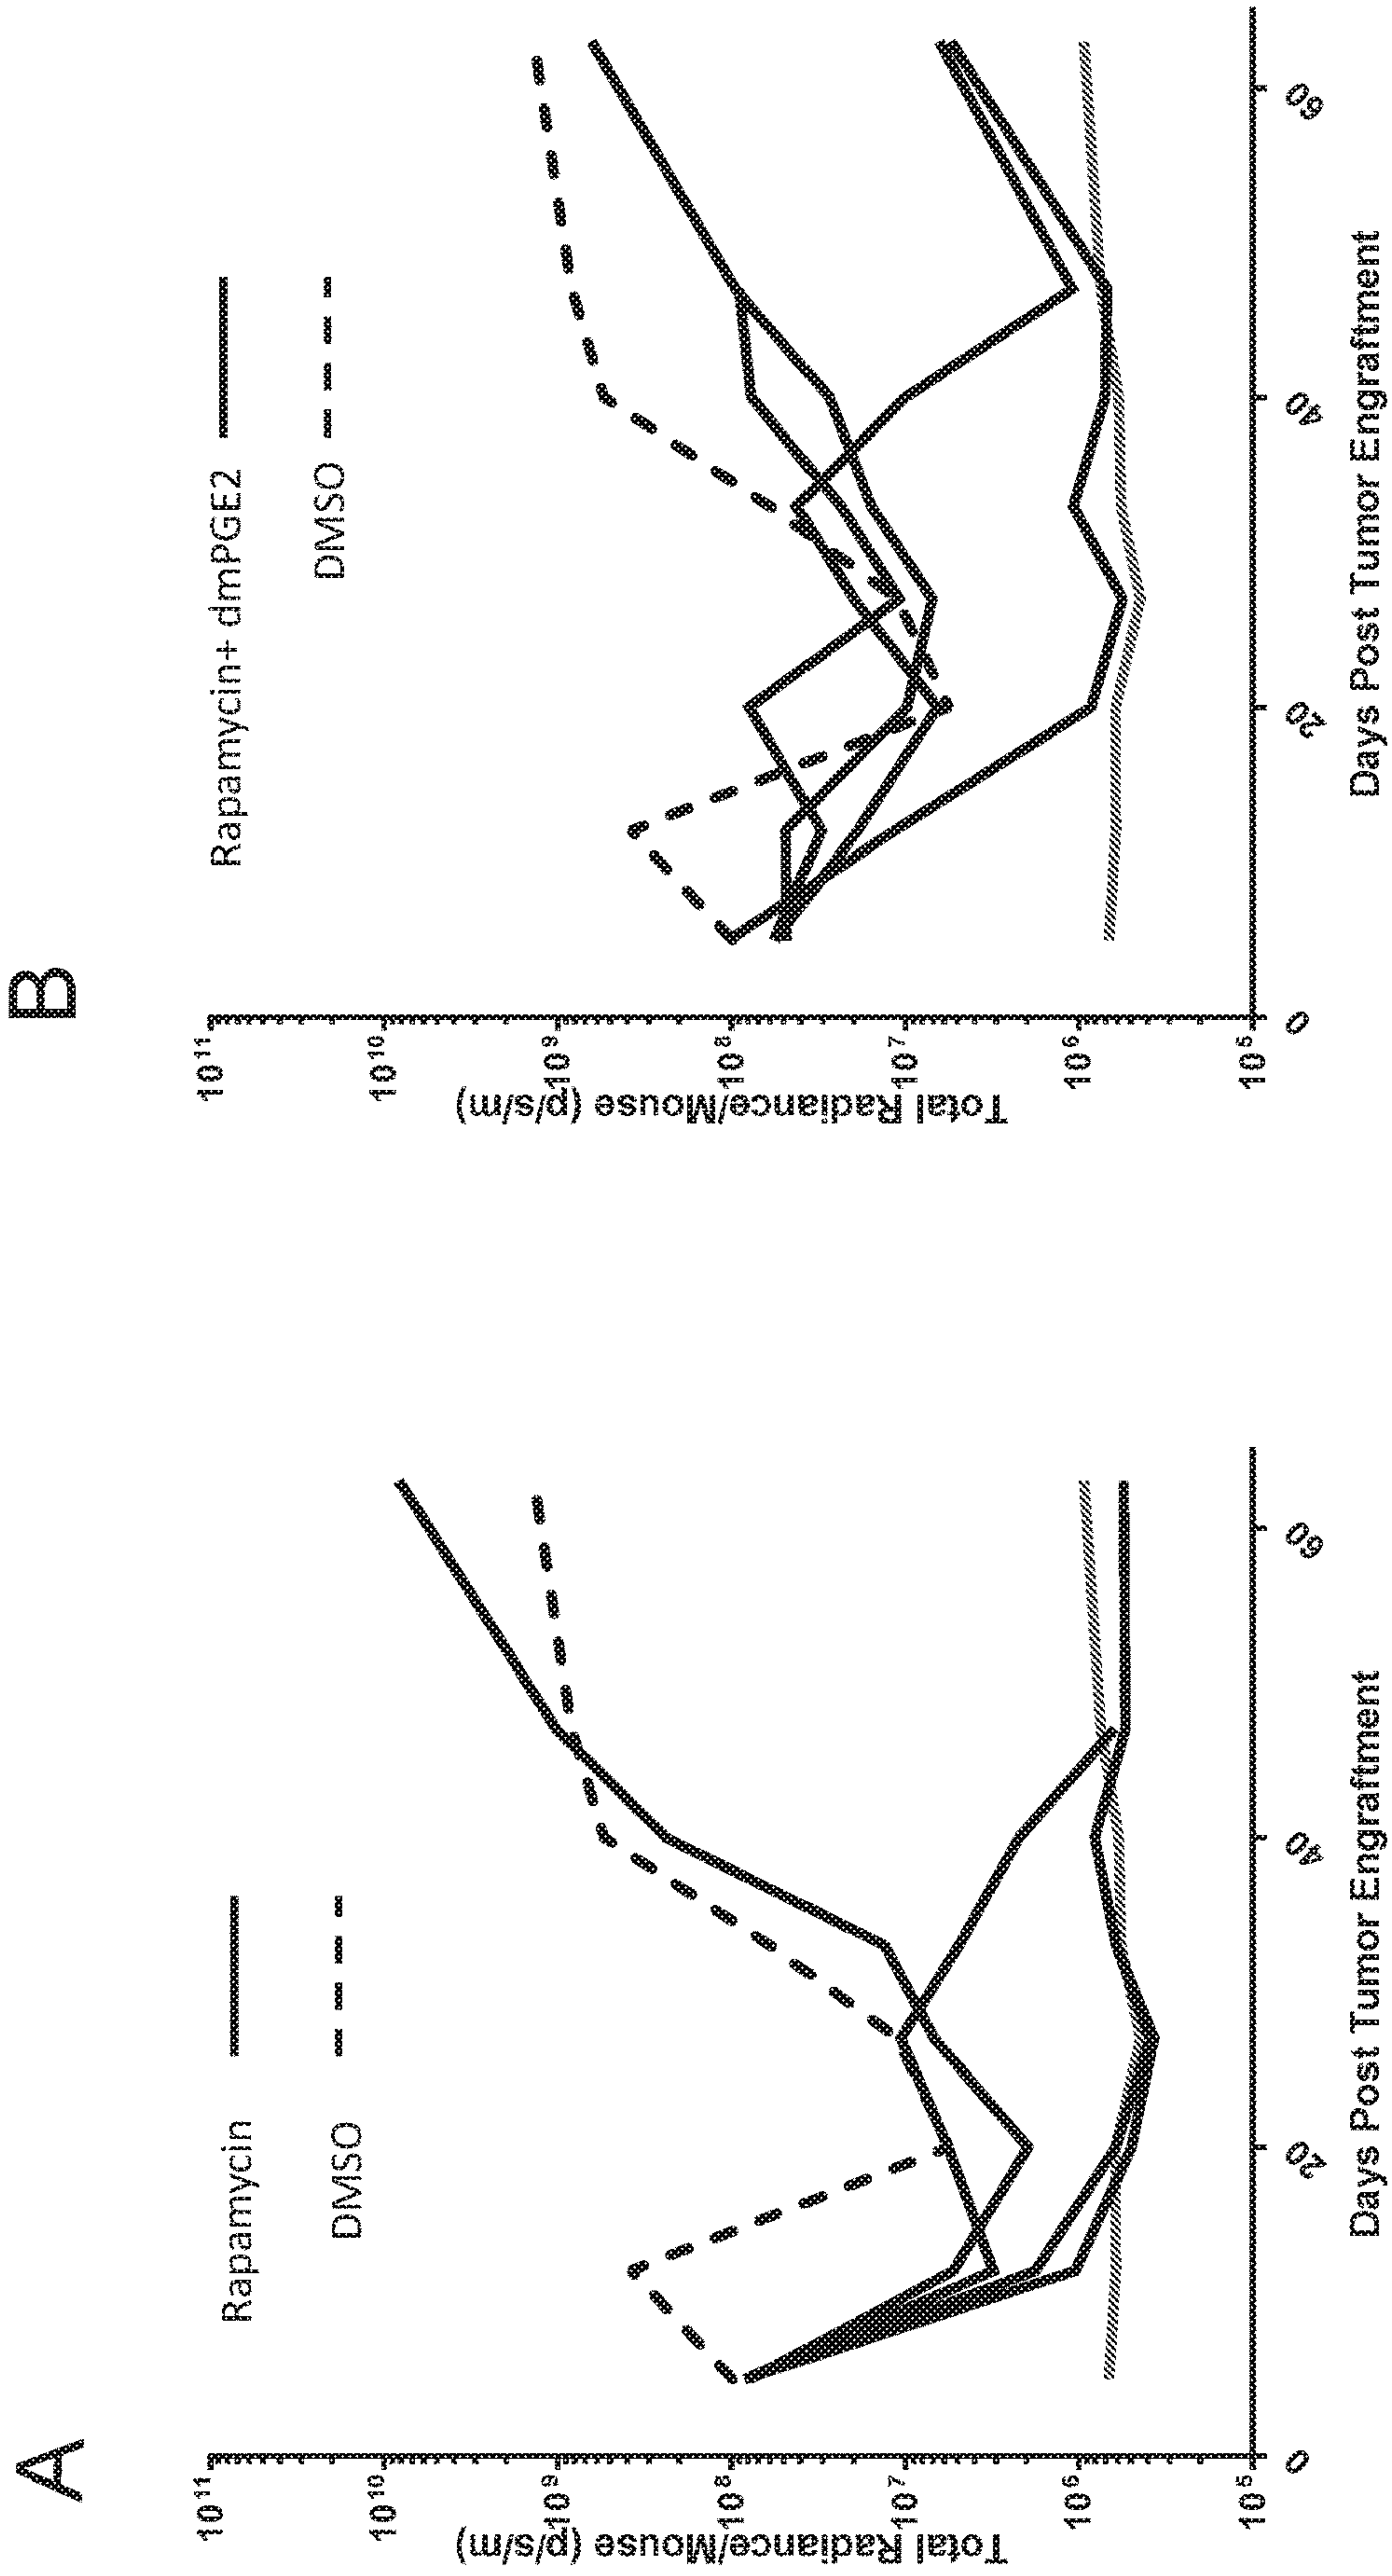 A
Rapamycin
DMSO
Total Radiance/Mouse (p/s/m)
10¹¹
10¹⁰
10⁹
10⁸
10⁷
10⁶
10⁵
0
20
40
60
Days Post Tumor Engraftment
B
Rapamycin+ dmPGE2
DMSO
Total Radiance/Mouse (p/s/m)
10¹¹
10¹⁰
10⁹
10⁸
10⁷
10⁶
10⁵
0
20
40
60
Days Post Tumor Engraftment